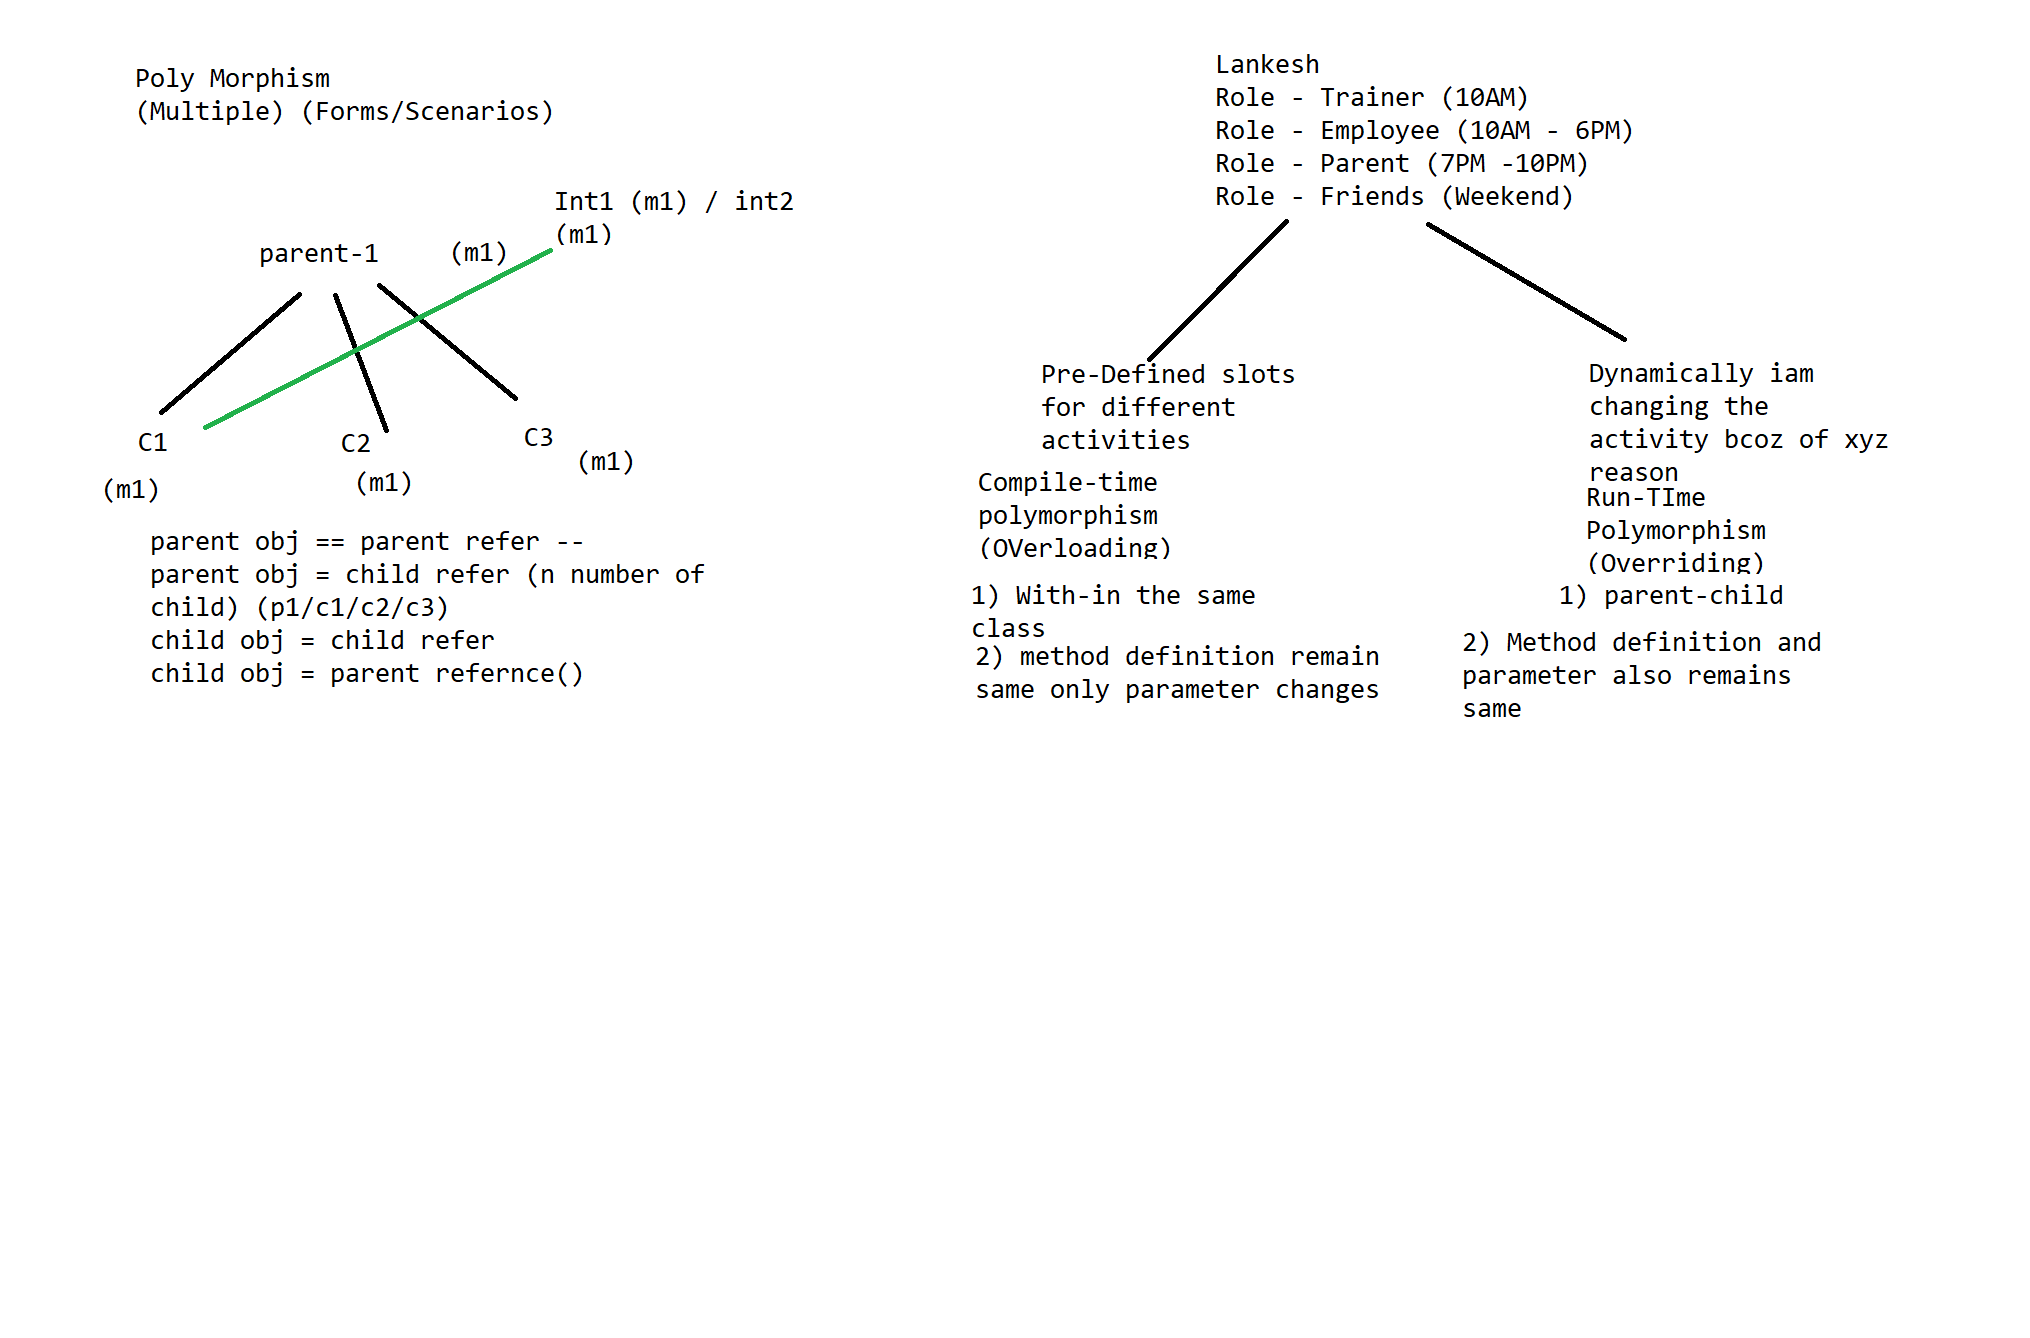 Poly Morphism
(Multiple) (Forms/Scenarios)
Int1 (m1) / int2
(m1)
parent-1
(m1)
C1
C2
C3
(m1)
(m1)
(m1)
parent obj == parent refer --
parent obj = child refer (n number of
child) (p1/c1/c2/c3)
child obj = child refer
child obj = parent refernce()
Lankesh
Role - Trainer (10AM)
Role - Employee (10AM - 6PM)
Role - Parent (7PM -10PM)
Role - Friends (Weekend)
Pre-Defined slots
for different
activities
Compile-time
polymorphism
(OVerloading)
1) With-in the same
class
2) method definition remain
same only parameter changes
Dynamically iam
changing the
activity bcoz of xyz
reason
Run-TIme
Polymorphism
(Overriding)
1) parent-child
2) Method definition and
parameter also remains
same